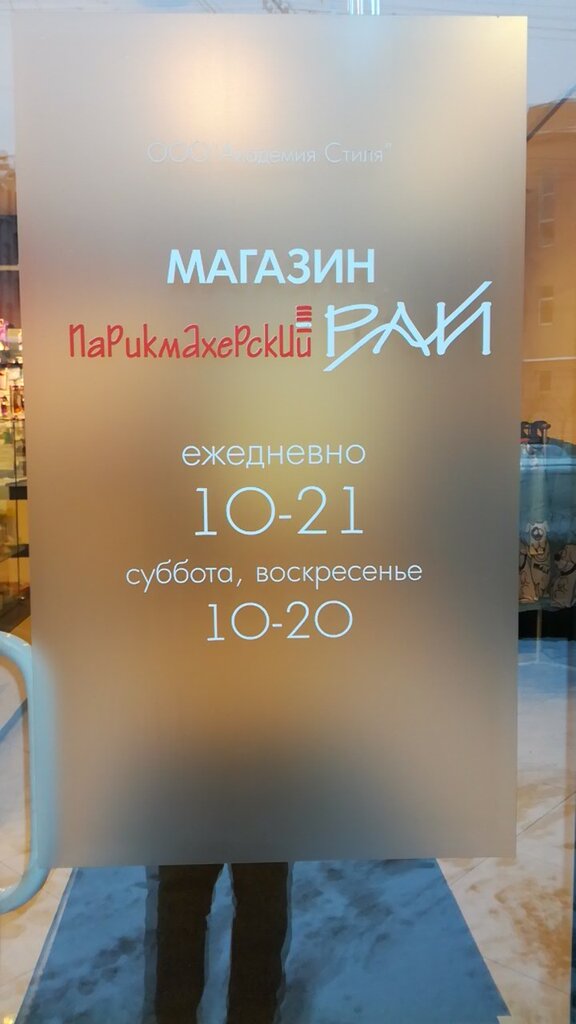 ООО "Академия Стиля"
МАГАЗИН
ПАРИКМАХЕРСКИЙ РАЙ
ежедневно
10-21
суббота, воскресенье
10-20